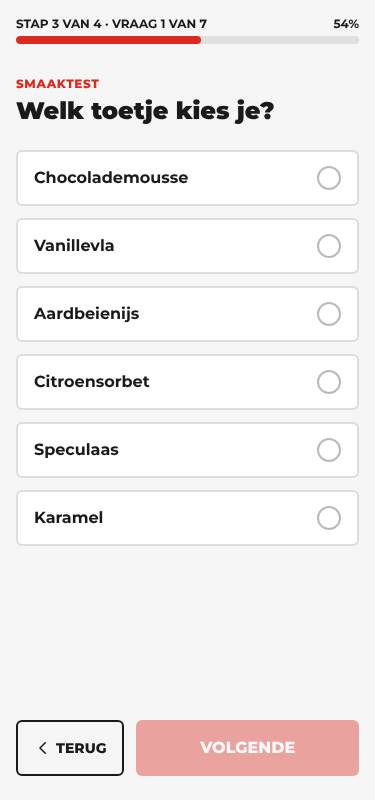 STAP 3 VAN 4 · VRAAG 1 VAN 7 54%
SMAAKTEST
Welk toetje kies je?
Chocolademousse
Vanillevla
Aardbeienijs
Citroensorbet
Speculaas
Karamel
TERUG VOLGENDE